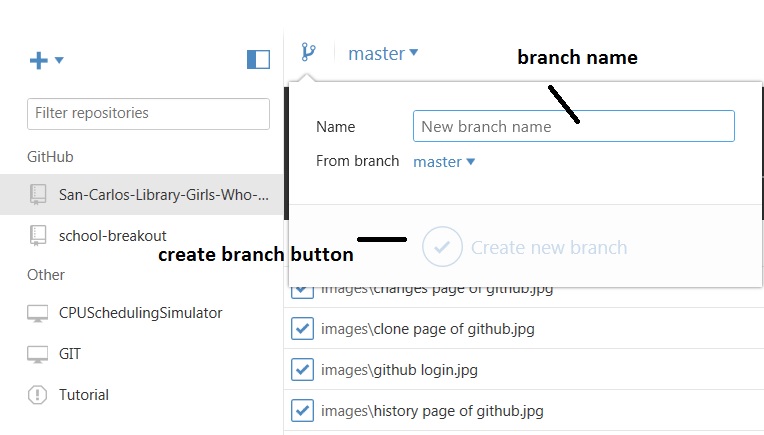 master
branch name
Filter repositories
Name
New branch name
GitHub
From branch
master
San-Carlos-Library-Girls-Who-...
school-breakout
create branch button
Create new branch
Other
images\changes page of github.jpg
CPUSchedulingSimulator
images\clone page of github.jpg
GIT
images\github login.jpg
Tutorial
images\history page of github.jpg